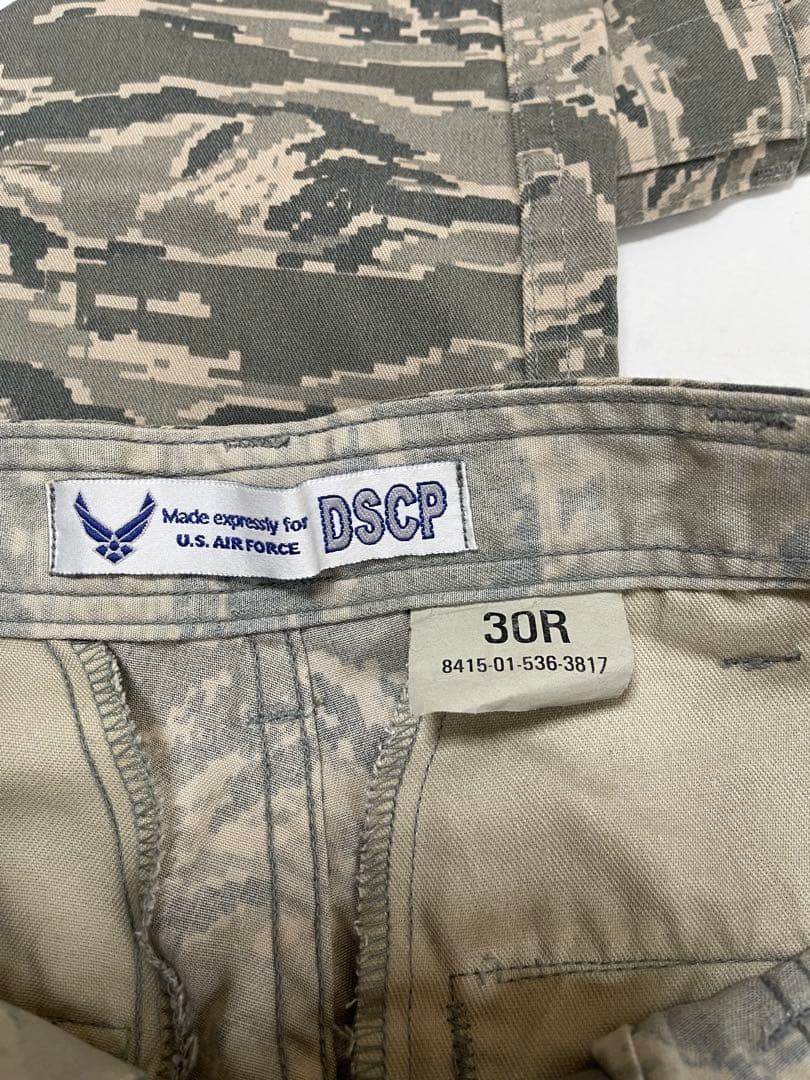 Made expressly for
U.S. AIR FORCE
DSCP
30R
8415-01-536-3817